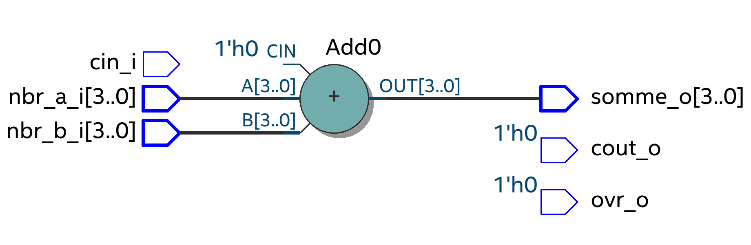 cin_i
1'h0 CIN
Add0
nbr_a_i[3..0]
A[3..0]
+
OUT[3..0]
somme_o[3..0]
nbr_b_i[3..0]
B[3..0]
1'h0
cout_o
1'h0
ovr_o